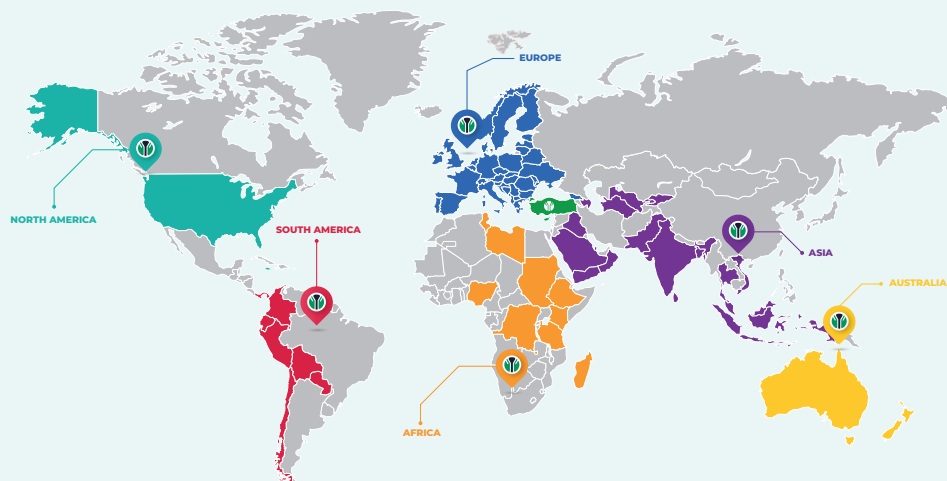 EUROPE
NORTH AMERICA
SOUTH AMERICA
ASIA
AUSTRALIA
AFRICA